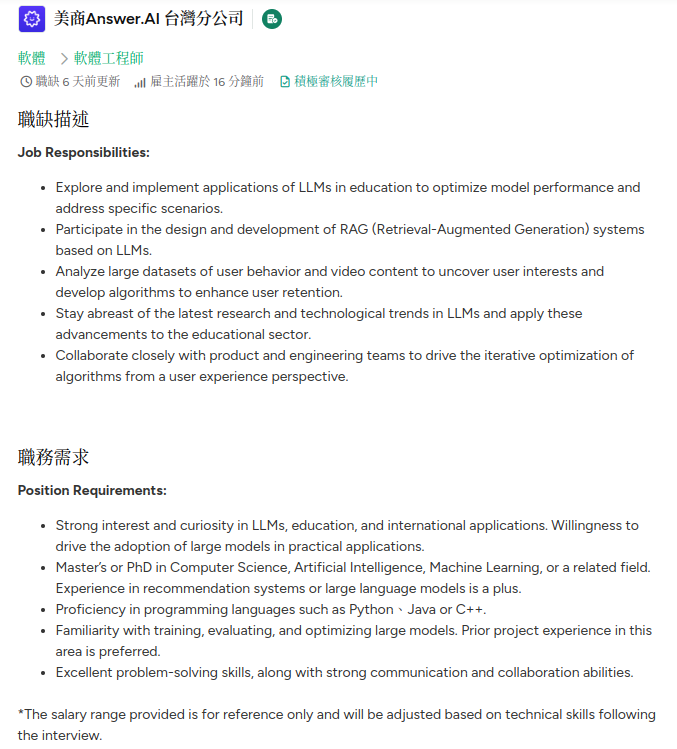 美商Answer.AI 台灣分公司
軟體 > 軟體工程師
職缺 6 天前更新 雇主活躍於 16 分鐘前 積極審核履歷中
職缺描述
Job Responsibilities:
• Explore and implement applications of LLMs in education to optimize model performance and
address specific scenarios.
• Participate in the design and development of RAG (Retrieval-Augmented Generation) systems
based on LLMs.
• Analyze large datasets of user behavior and video content to uncover user interests and
develop algorithms to enhance user retention.
• Stay abreast of the latest research and technological trends in LLMs and apply these
advancements to the educational sector.
• Collaborate closely with product and engineering teams to drive the iterative optimization of
algorithms from a user experience perspective.
職務需求
Position Requirements:
• Strong interest and curiosity in LLMs, education, and international applications. Willingness to
drive the adoption of large models in practical applications.
• Master's or PhD in Computer Science, Artificial Intelligence, Machine Learning, or a related field.
Experience in recommendation systems or large language models is a plus.
• Proficiency in programming languages such as Python、Java or C++.
• Familiarity with training, evaluating, and optimizing large models. Prior project experience in this
area is preferred.
• Excellent problem-solving skills, along with strong communication and collaboration abilities.
*The salary range provided is for reference only and will be adjusted based on technical skills following
the interview.